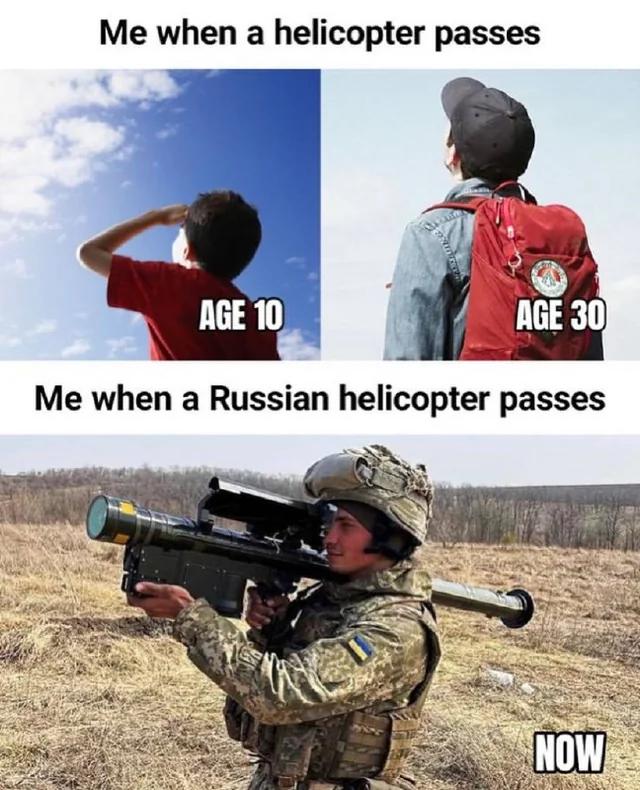 Me when a helicopter passes
AGE 10
AGE 30
Me when a Russian helicopter passes
NOW